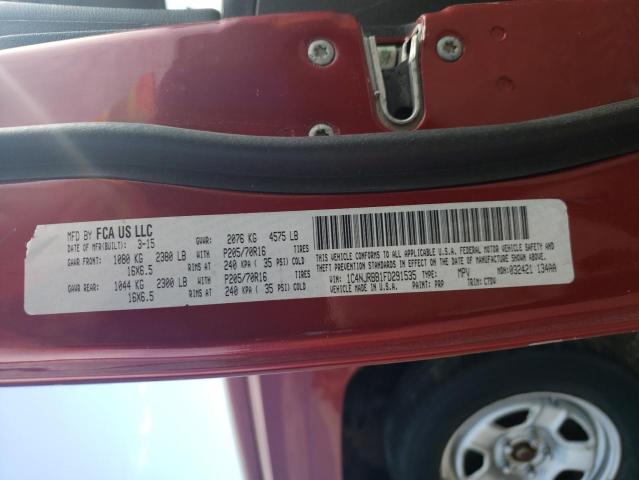 MFD BY FCA US LLC
DATE OF MFR(BUILT): 3-15 GVWR: 2076 KG 4575 LB
GAWR FRONT: 1080 KG 2380 LB WITH P205/70R16 TIRES
16X6.5 RIMS AT 240 KPA ( 35 PSI) COLD
GAWR REAR: 1044 KG 2300 LB WITH P205/70R16 TIRES
16X6.5 RIMS AT 240 KPA ( 35 PSI) COLD
THIS VEHICLE CONFORMS TO ALL APPLICABLE U.S.A. FEDERAL MOTOR VEHICLE SAFETY AND
THEFT PREVENTION STANDARDS IN EFFECT ON THE DATE OF MANUFACTURE SHOWN ABOVE.
VIN: 1C4NJRBB1FD291535 TYPE: MPV MDH: 032421 134AA
VEHICLE MADE IN U.S.A. PAINT: PRP TRIM: CTDV